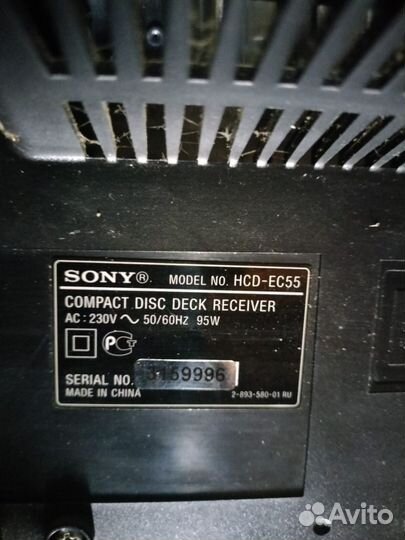 SONY® MODEL NO. HCD-EC55
COMPACT DISC DECK RECEIVER
AC: 230V ~ 50/60HZ 95W
SERIAL NO. 3159996
MADE IN CHINA 2-893-580-01 RU
Avito